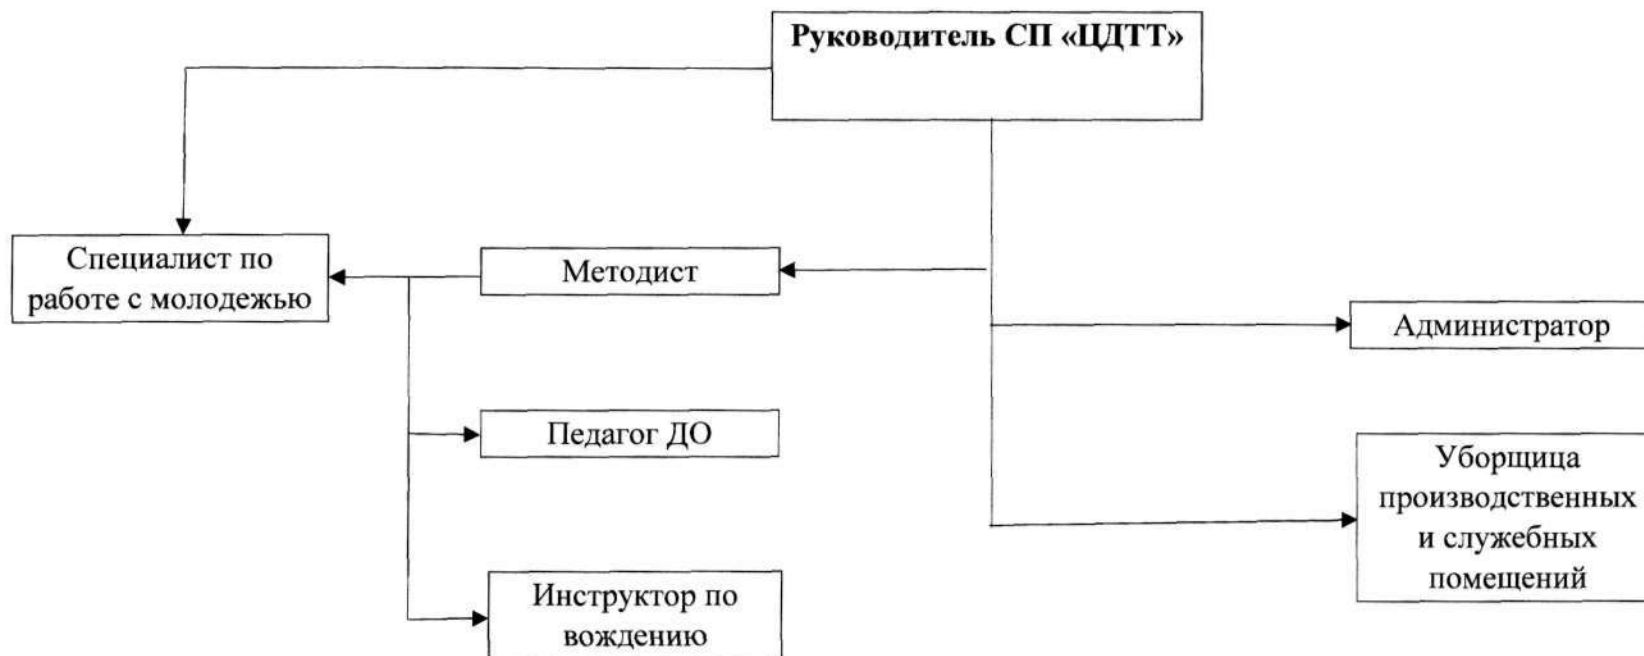 Руководитель СП «ЦДТТ»
Специалист по
работе с молодежью
Методист
Администратор
Педагог ДО
Уборщица
производственных
и служебных
помещений
Инструктор по
вождению